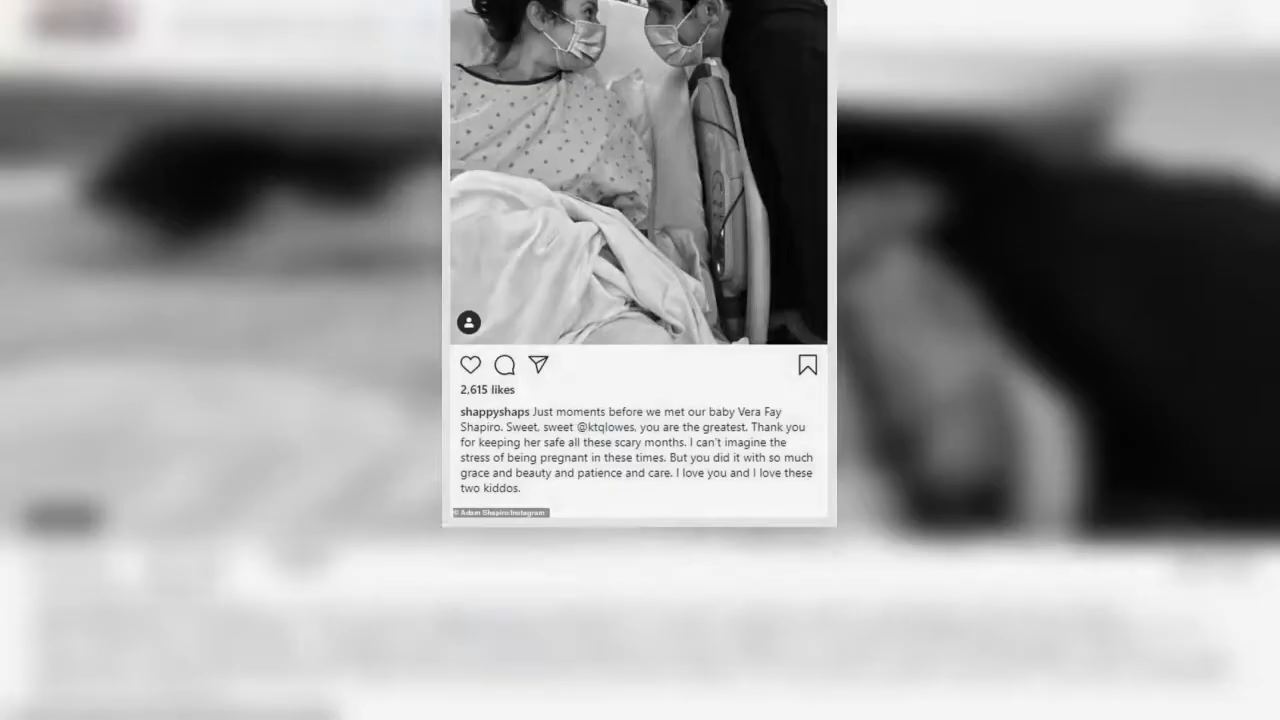 2,615 likes
shappyshaps Just moments before we met our baby Vera Fay
Shapiro. Sweet, sweet @ktqlowes, you are the greatest. Thank you
for keeping her safe all these scary months. I can't imagine the
stress of being pregnant in these times. But you did it with so much
grace and beauty and patience and care. I love you and I love these
two kiddos.
© Adam Shapiro/Instagram